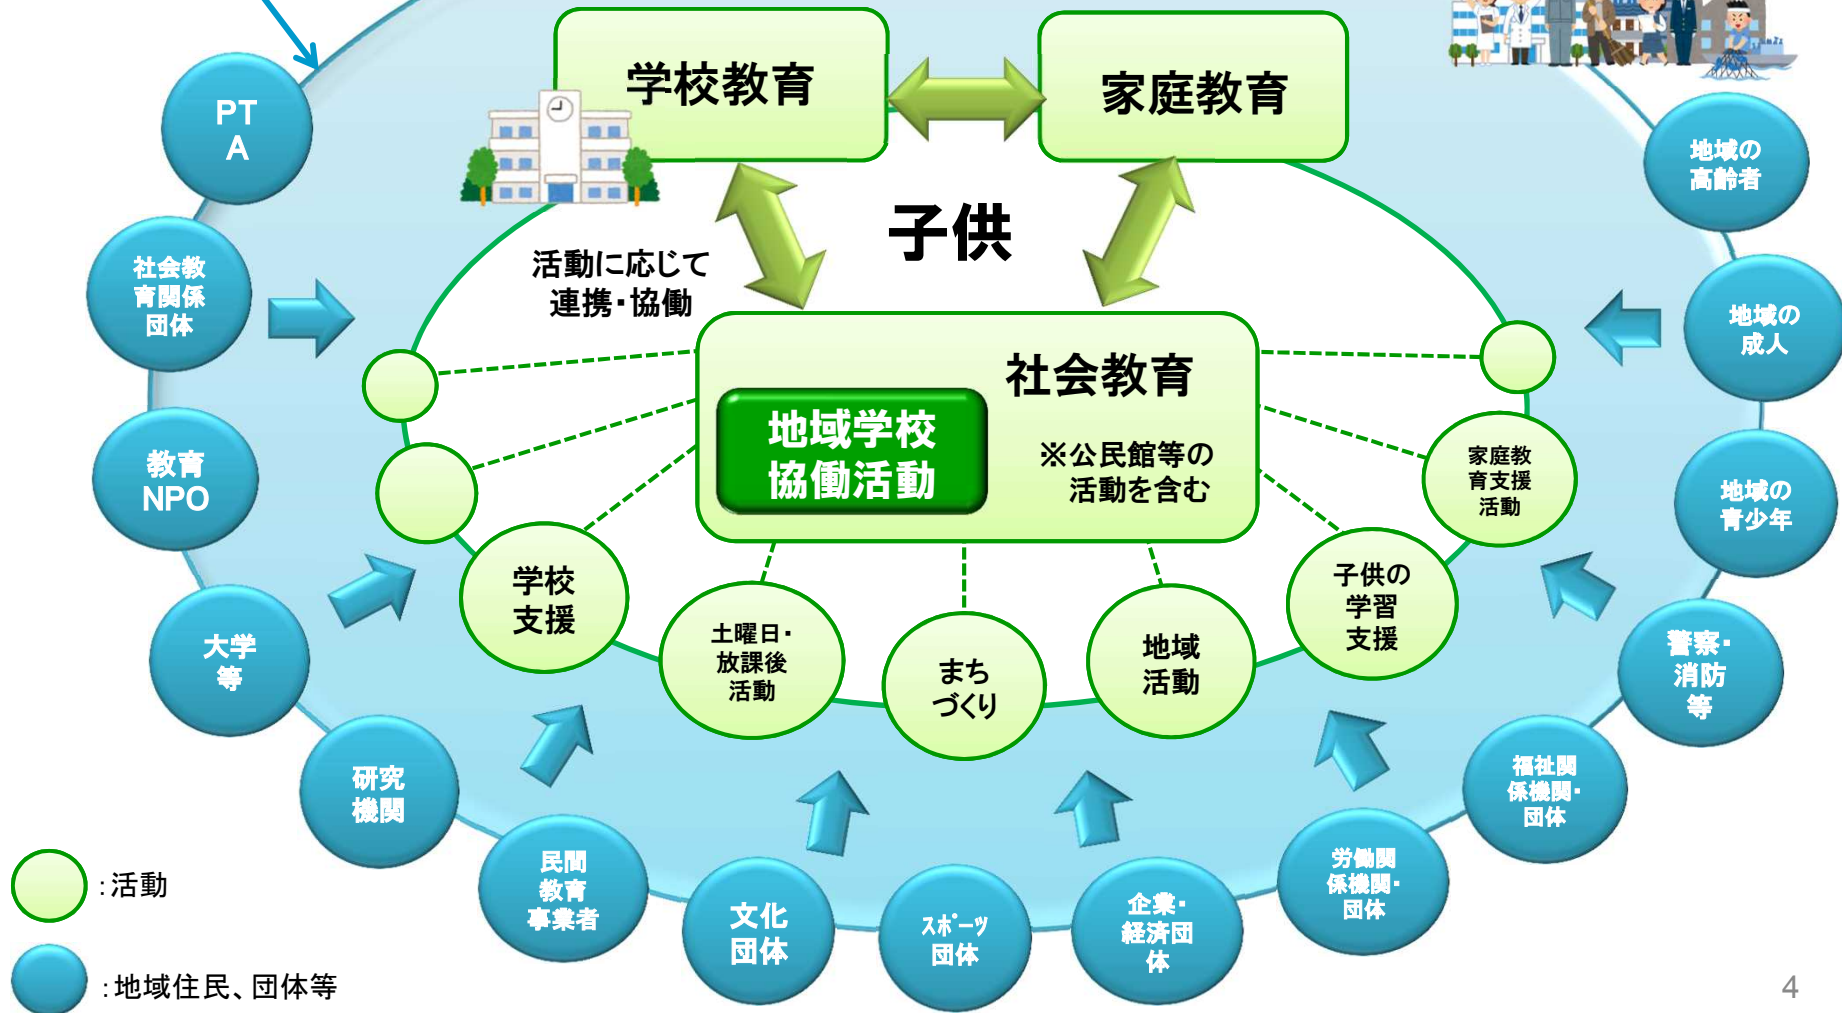 学校教育
家庭教育
PT
A
地域の
高齢者
子供
活動に応じて
連携・協働
社会教
育関係
団体
地域の
成人
社会教育
地域学校
協働活動
※公民館等の
活動を含む
教育
NPO
家庭教
育支援
活動
地域の
青少年
学校
支援
土曜日・
放課後
活動
まち
づくり
地域
活動
子供の
学習
支援
大学
等
警察・
消防
等
研究
機関
福祉関
係機関・
団体
民間
教育
事業者
文化
団体
スポーツ
団体
企業・
経済団
体
労働関
係機関・
団体
：活動
：地域住民、団体等
4